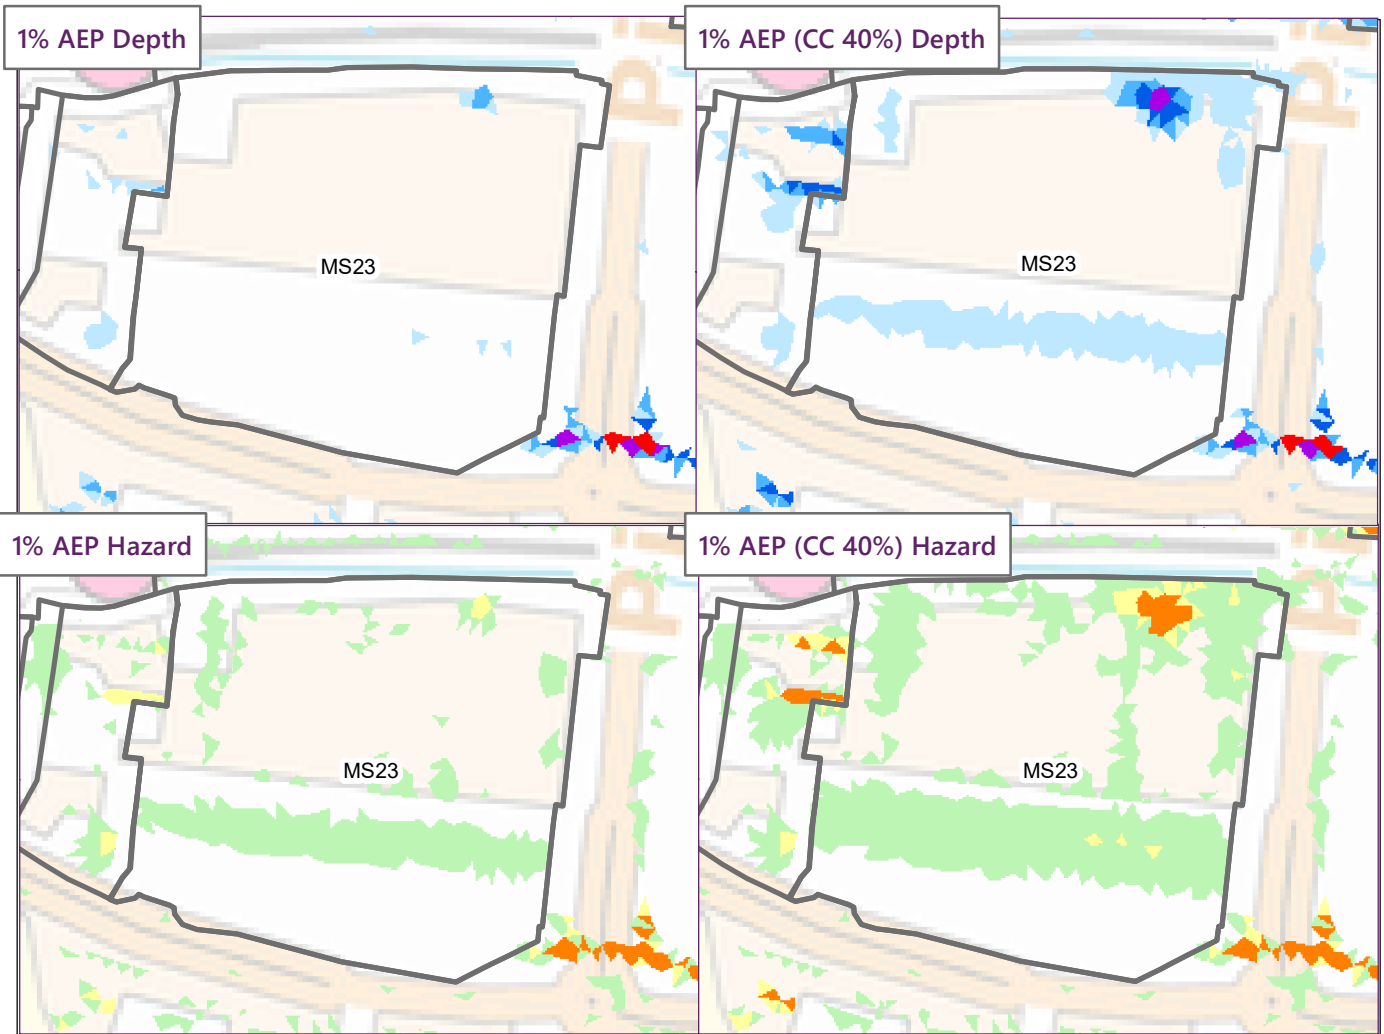 1% AEP Depth
1% AEP (CC 40%) Depth
MS23
MS23
1% AEP Hazard
1% AEP (CC 40%) Hazard
MS23
MS23